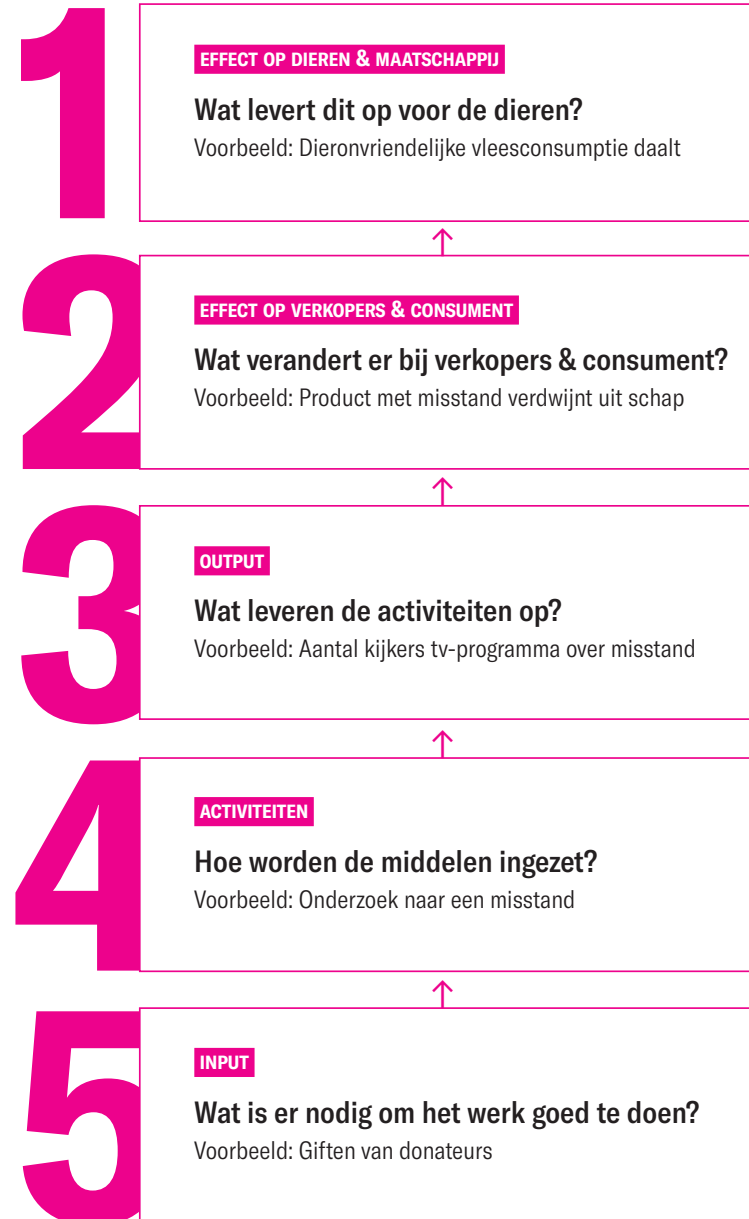 1
EFFECT OP DIEREN & MAATSCHAPPIJ
Wat levert dit op voor de dieren?
Voorbeeld: Dieronvriendelijke vleesconsumptie daalt
2
EFFECT OP VERKOPERS & CONSUMENT
Wat verandert er bij verkopers & consument?
Voorbeeld: Product met misstand verdwijnt uit schap
3
OUTPUT
Wat leveren de activiteiten op?
Voorbeeld: Aantal kijkers tv-programma over misstand
4
ACTIVITEITEN
Hoe worden de middelen ingezet?
Voorbeeld: Onderzoek naar een misstand
5
INPUT
Wat is er nodig om het werk goed te doen?
Voorbeeld: Giften van donateurs